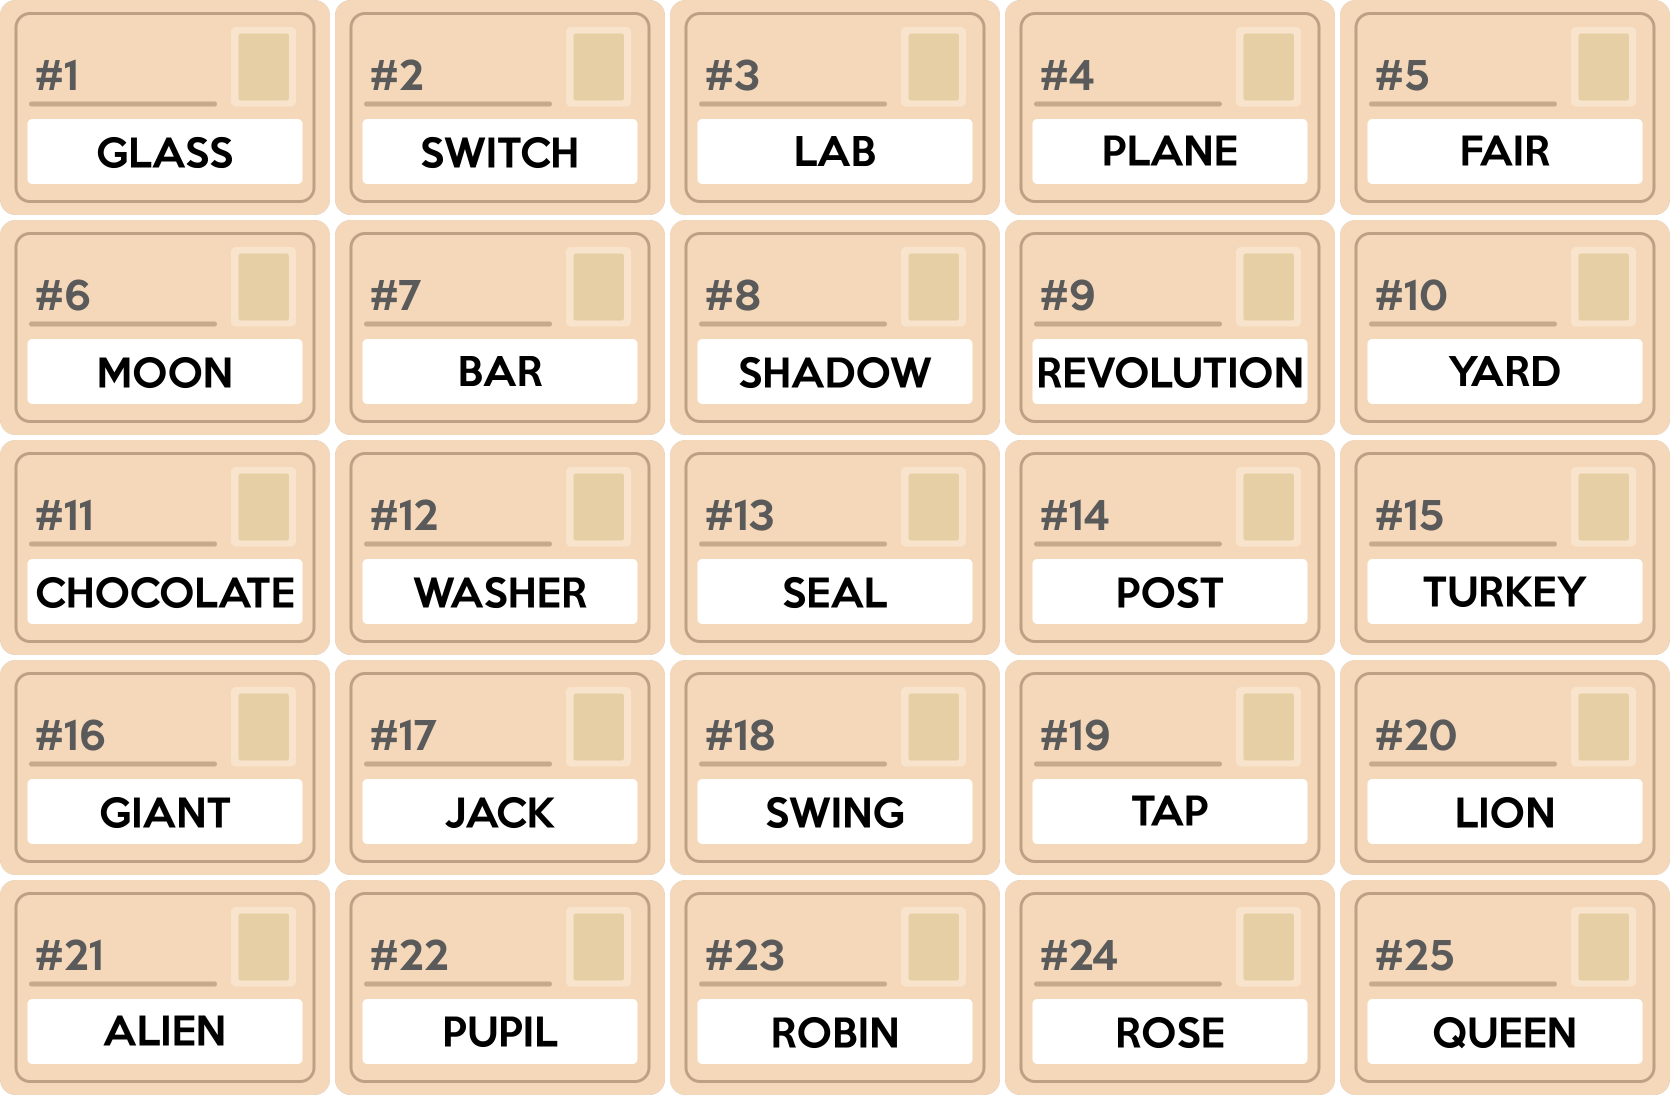 #1
GLASS
#2
SWITCH
#3
LAB
#4
PLANE
#5
FAIR
#6
MOON
#7
BAR
#8
SHADOW
#9
REVOLUTION
#10
YARD
#11
CHOCOLATE
#12
WASHER
#13
SEAL
#14
POST
#15
TURKEY
#16
GIANT
#17
JACK
#18
SWING
#19
TAP
#20
LION
#21
ALIEN
#22
PUPIL
#23
ROBIN
#24
ROSE
#25
QUEEN